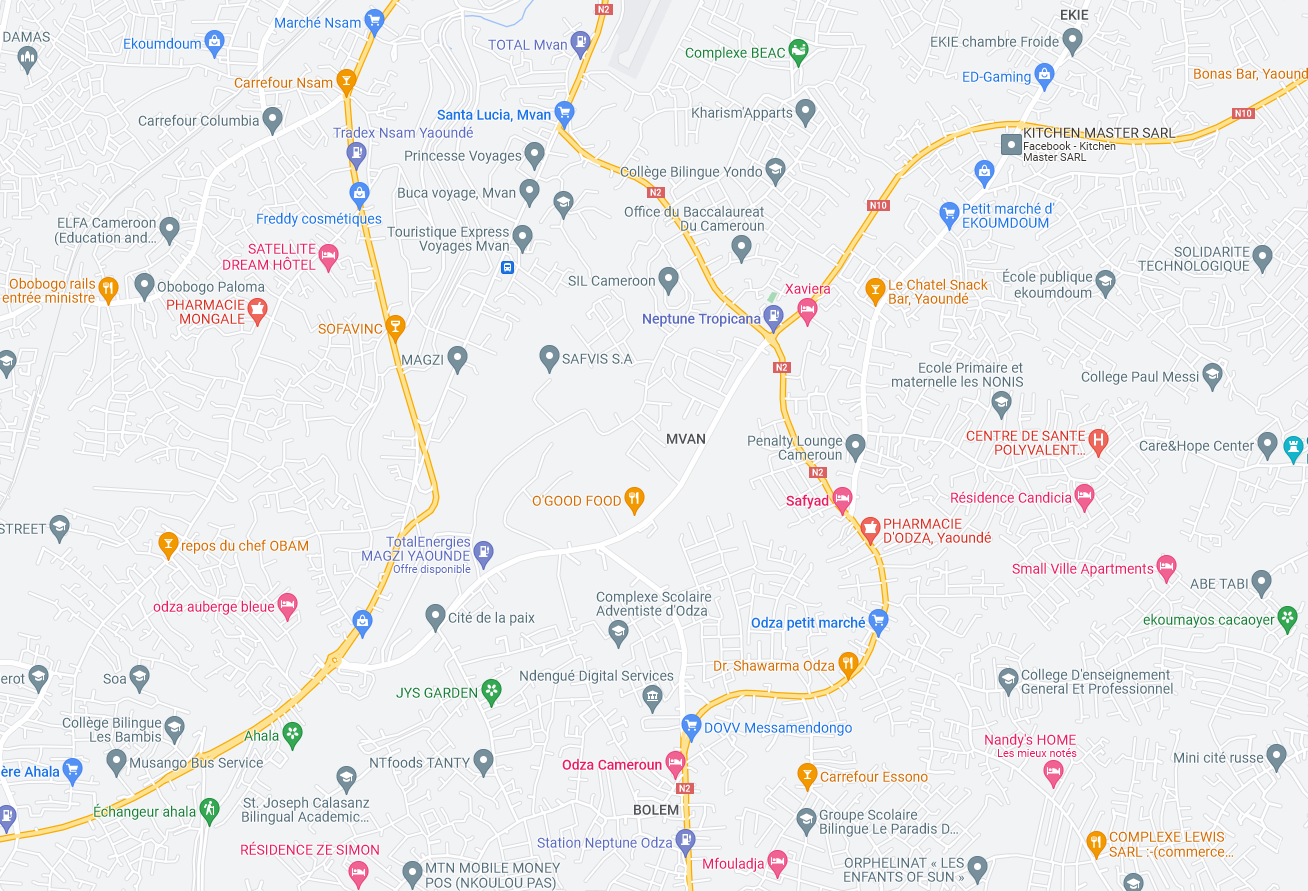 EKIE
N2
Marché Nsam
DAMAS
Ekoumdoum
TOTAL Mvan
Complexe BEAC
EKIE chambre Froide
ED-Gaming
Bonas Bar, Yaound
Carrefour Nsam
N10
Carrefour Columbia
Santa Lucia, Mvan
Kharism'Apparts
Tradex Nsam Yaoundé
KITCHEN MASTER SARL
Facebook - Kitchen
Master SARL
Princesse Voyages
Collège Bilingue Yondo
Buca voyage, Mvan
N2
N10
Freddy cosmétiques
Office du Baccalaureat
Du Cameroun
Petit marché d'
EKOUMDOUM
ELFA Cameroon
(Education and...
Touristique Express
Voyages Mvan
SATELLITE
DREAM HÔTEL
SOLIDARITE
TECHNOLOGIQUE
Obobogo rails
entrée ministre
Obobogo Paloma
SIL Cameroon
Xaviera
Le Chatel Snack
Bar, Yaoundé
École publique
ekoumdoum
PHARMACIE
MONGALE
SOFAVINC
Neptune Tropicana
MAGZI
SAFVIS S.A
N2
Ecole Primaire et
maternelle les NONIS
College Paul Messi
MVAN
Penalty Lounge
Cameroun
CENTRE DE SANTE
POLYVALENT...
Care&Hope Center
N2
O'GOOD FOOD
Safyad
Résidence Candicia
STREET
PHARMACIE
D'ODZA, Yaoundé
repos du chef OBAM
TotalEnergies
MAGZI YAOUNDE
Offre disponible
Small Ville Apartments
ABE TABI
odza auberge bleue
Complexe Scolaire
Adventiste d'Odza
Cité de la paix
Odza petit marché
ekoumayos cacaoyer
Dr. Shawarma Odza
erot
Soa
Ndengué Digital Services
College D'enseignement
General Et Professionnel
JYS GARDEN
Collège Bilingue
Les Bambis
Ahala
DOVV Messamendongo
Nandy's HOME
Les mieux notés
Musango Bus Service
NTfoods TANTY
Odza Cameroun
Mini cité russe
ère Ahala
Carrefour Essono
N2
Échangeur ahala
St. Joseph Calasanz
Bilingual Academic...
BOLEM
Groupe Scolaire
Bilingue Le Paradis D...
Station Neptune Odza
COMPLEXE LEWIS
SARL :-(commerce...
RÉSIDENCE ZE SIMON
Mfouladja
ORPHELINAT « LES
ENFANTS OF SUN »
MTN MOBILE MONEY
POS (NKOULOU PAS)